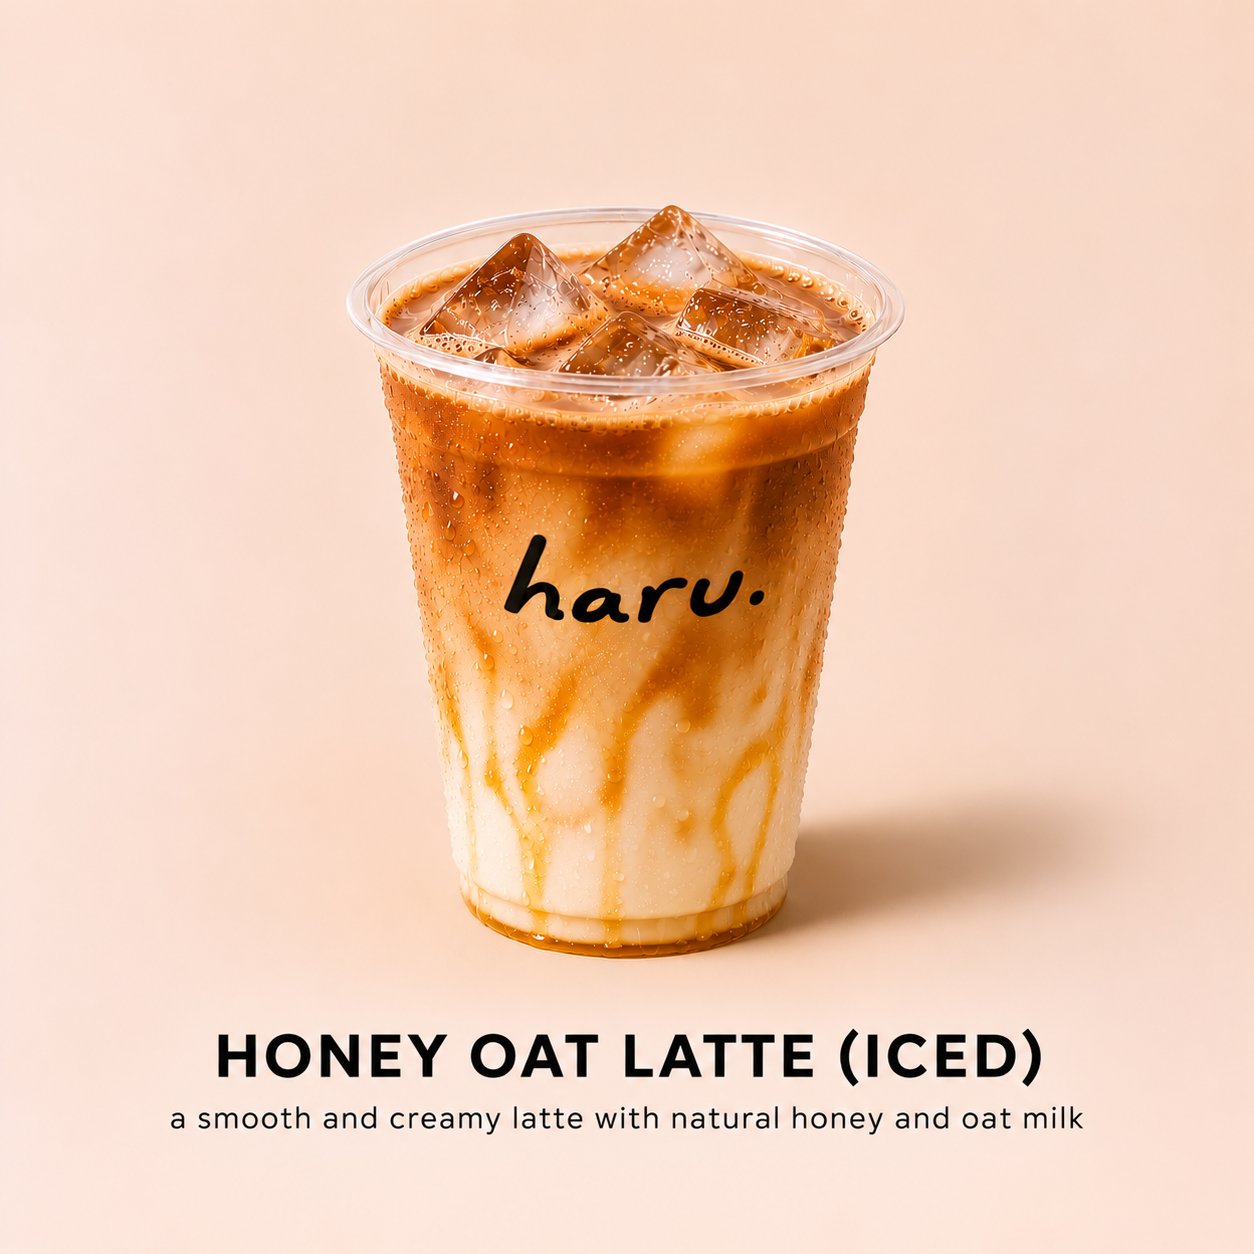 haru.
HONEY OAT LATTE (ICED)
a smooth and creamy latte with natural honey and oat milk